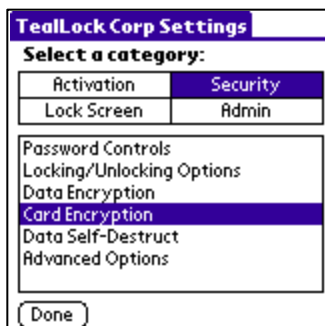 TealLock Corp Settings
Select a category:
Activation Security
Lock Screen Admin
Password Controls
Locking/Unlocking Options
Data Encryption
Card Encryption
Data Self-Destruct
Advanced Options
Done